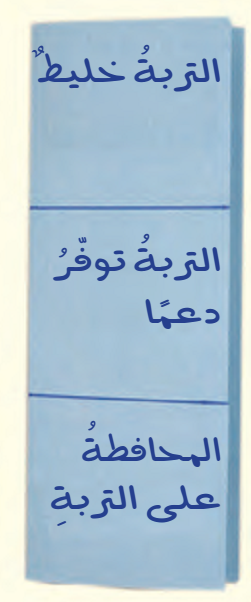 التربةُ خليطٌ
التربةُ توفّرُ
دعمًا
المحافظةُ
على التربةِ